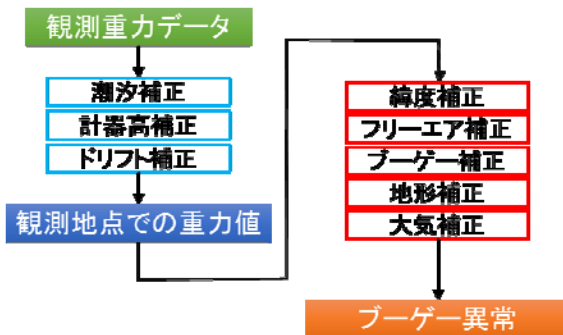 観測重力データ
潮汐補正
計器高補正
ドリフト補正
観測地点での重力値
緯度補正
フリーエア補正
ブーゲー補正
地形補正
大気補正
ブーゲー異常